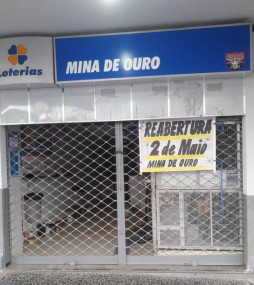 Loterias
MINA DE OURO
REABERTURA
2 de Maio
MINA DE OURO